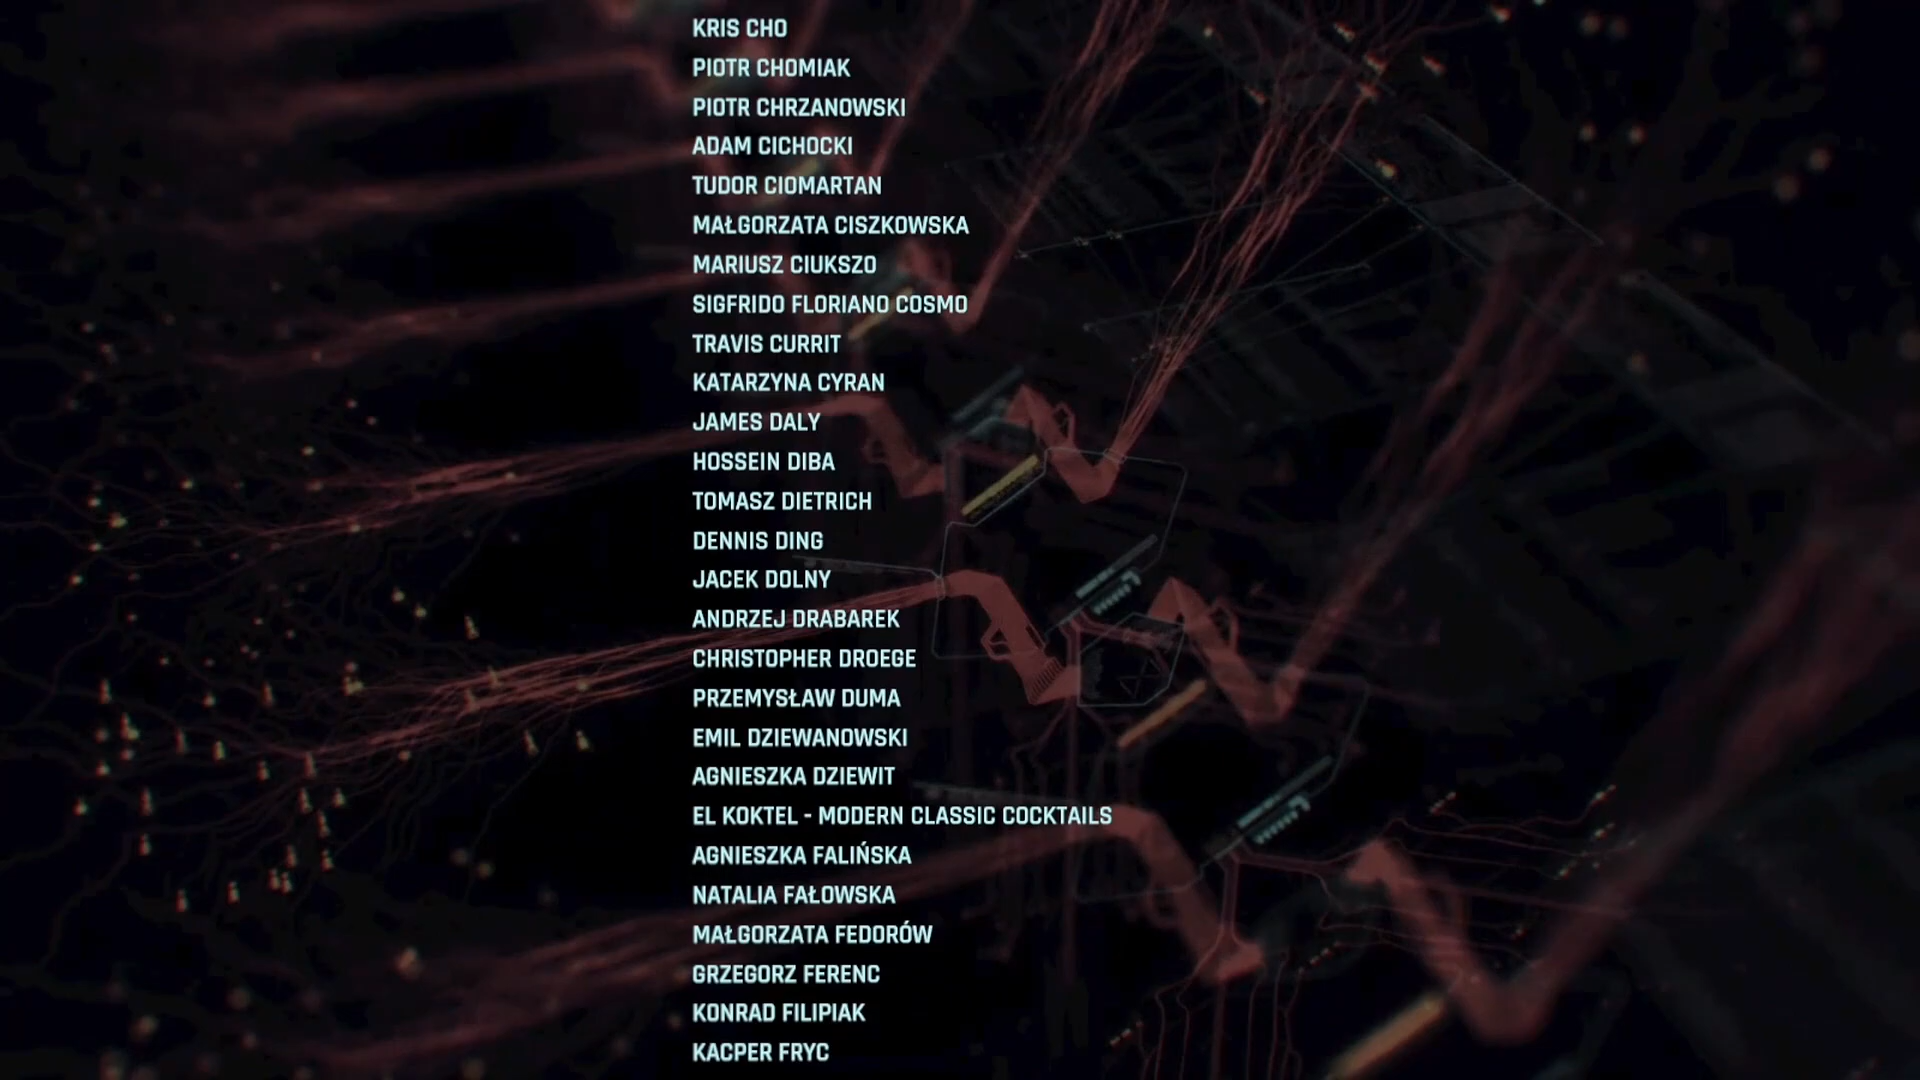 KRIS CHO
PIOTR CHOMIAK
PIOTR CHRZANOWSKI
ADAM CICHOCKI
TUDOR CIOMARTAN
MAŁGORZATA CISZKOWSKA
MARIUSZ CIUKSZO
SIGFRIDO FLORIANO COSMO
TRAVIS CURRIT
KATARZYNA CYRAN
JAMES DALY
HOSSEIN DIBA
TOMASZ DIETRICH
DENNIS DING
JACEK DOLNY
ANDRZEJ DRABAREK
CHRISTOPHER DROEGE
PRZEMYSŁAW DUMA
EMIL DZIEWANOWSKI
AGNIESZKA DZIEWIT
EL KOKTEL - MODERN CLASSIC COCKTAILS
AGNIESZKA FALIŃSKA
NATALIA FAŁOWSKA
MAŁGORZATA FEDORÓW
GRZEGORZ FERENC
KONRAD FILIPIAK
KACPER FRYC